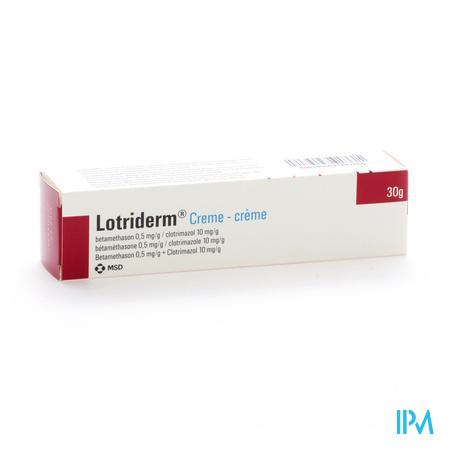 30g
Lotriderm® Creme - crème
betamethason 0,5 mg/g / clotrimazol 10 mg/g
bétaméthasone 0,5 mg/g / clotrimazole 10 mg/g
Betamethason 0,5 mg/g + Clotrimazol 10 mg/g
MSD
IPM